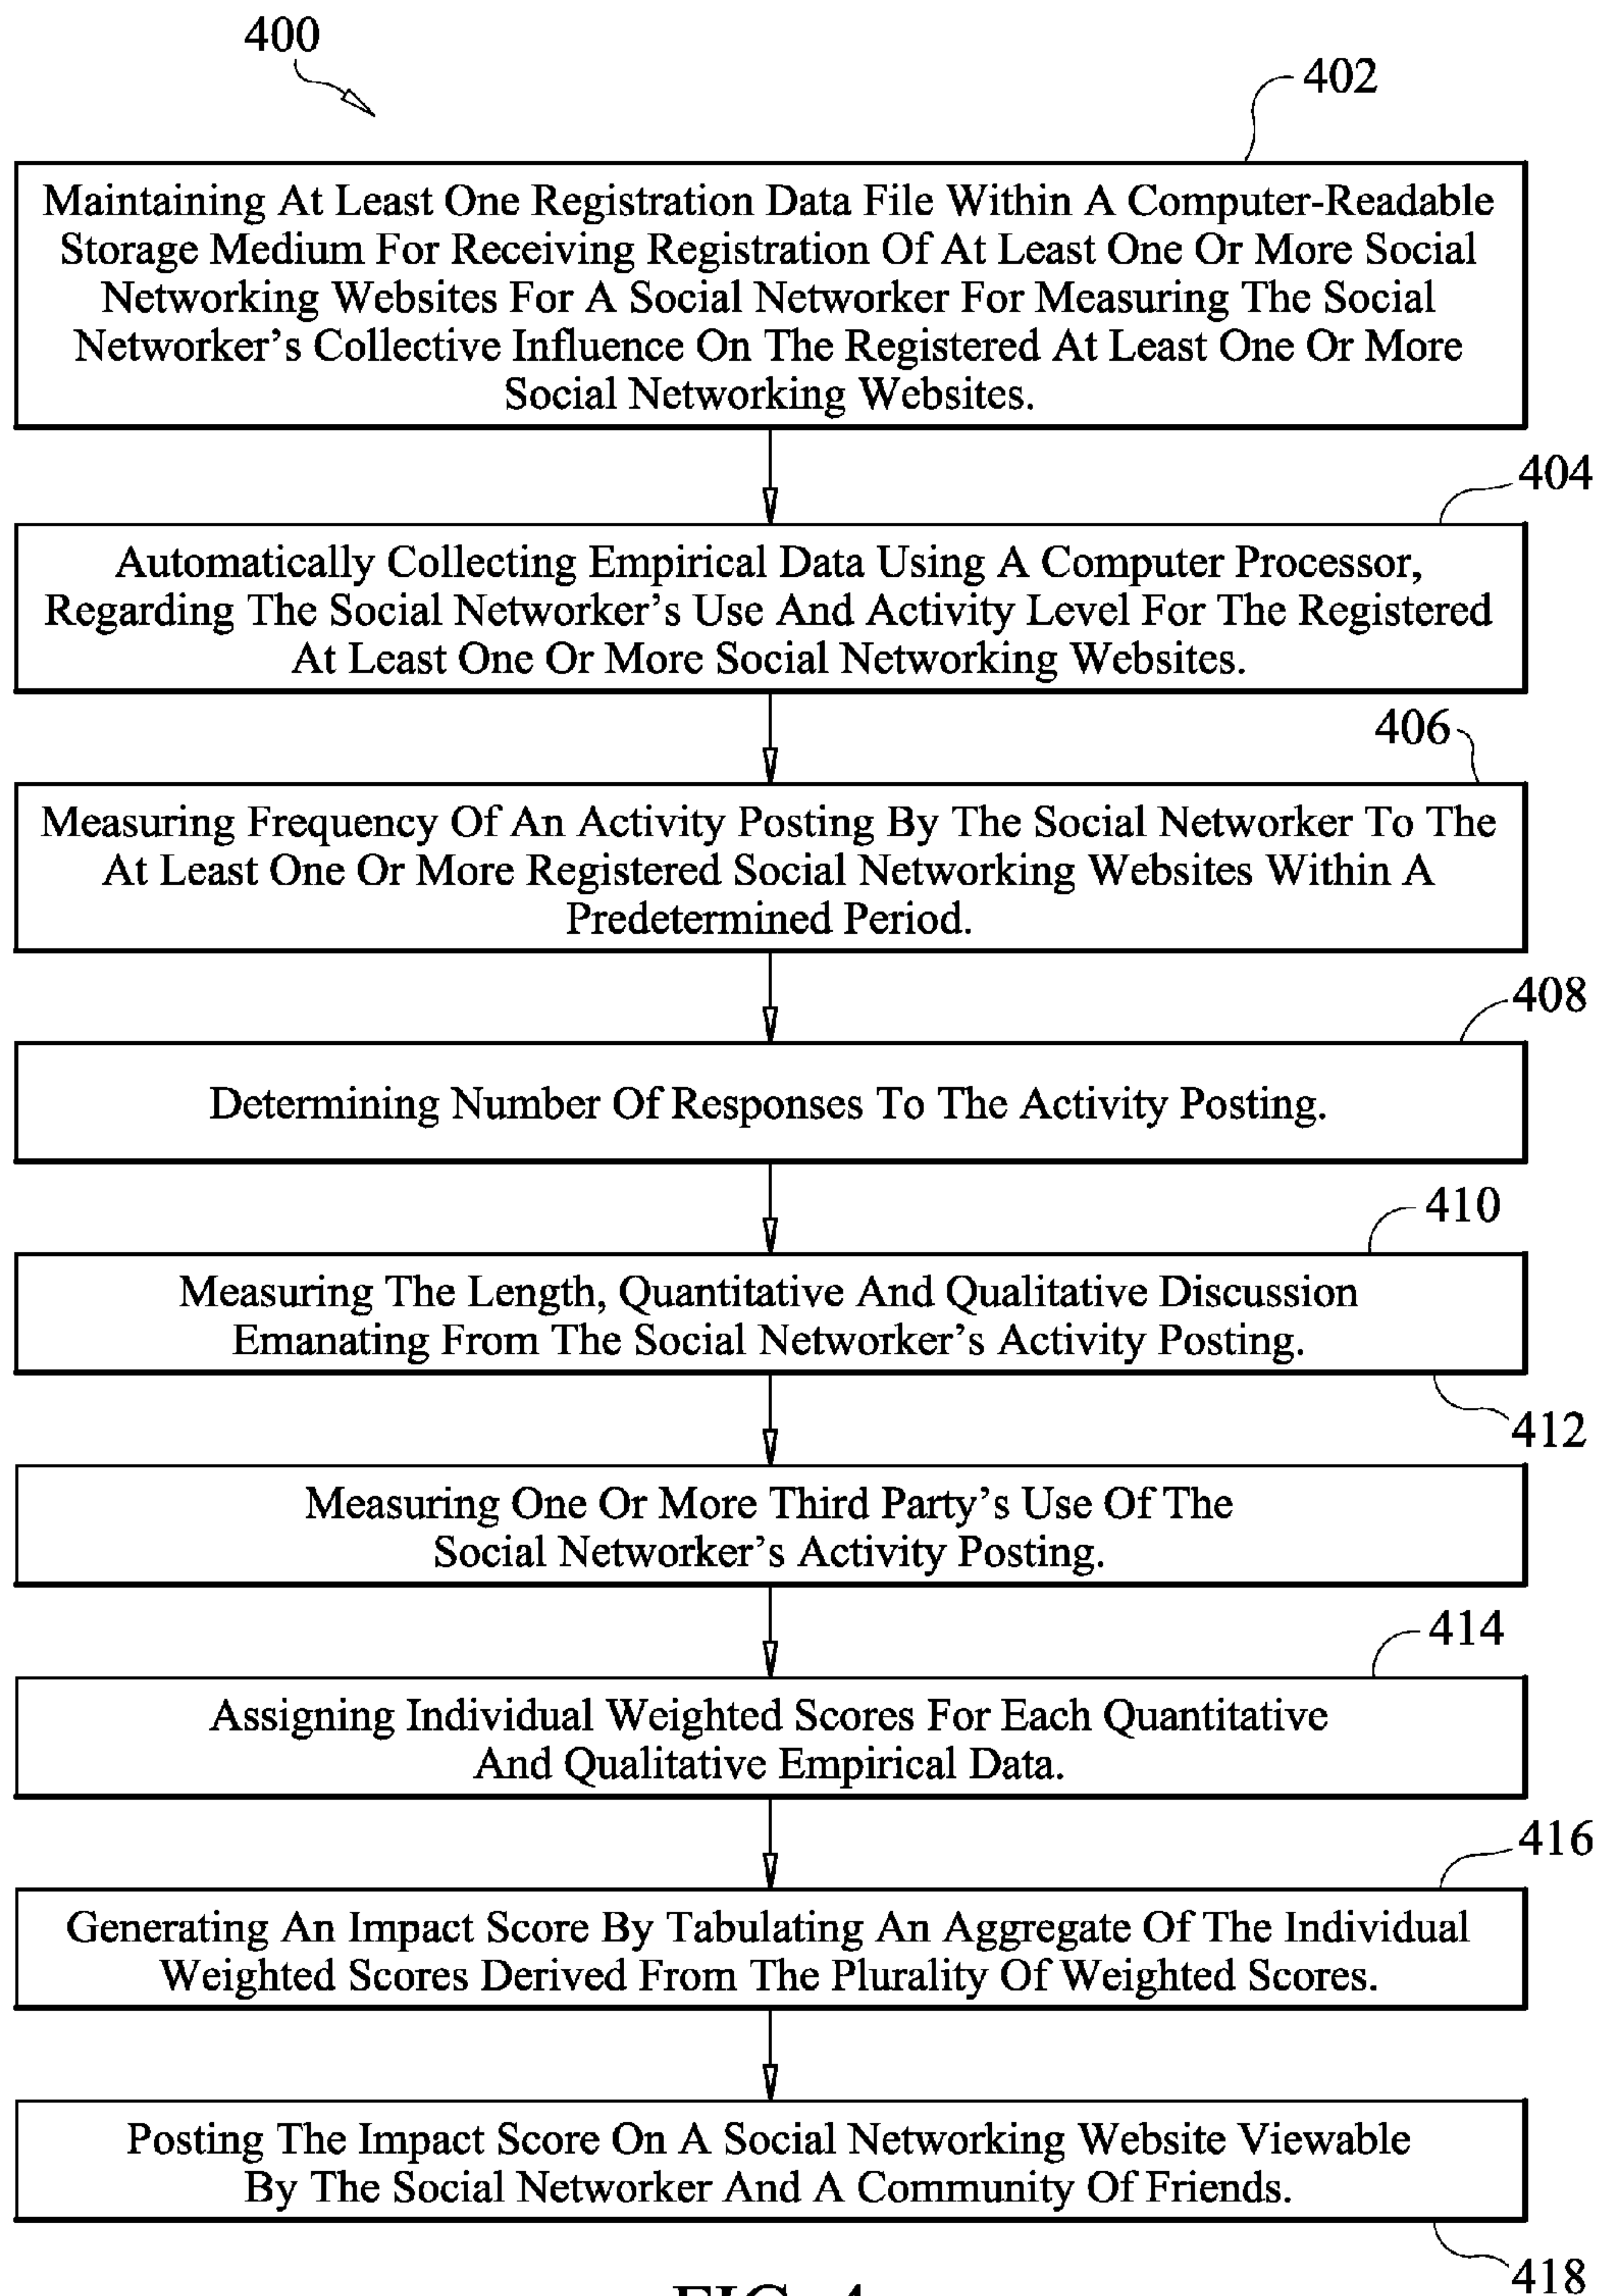 400
402
Maintaining At Least One Registration Data File Within A Computer-Readable
Storage Medium For Receiving Registration Of At Least One Or More Social
Networking Websites For A Social Networker For Measuring The Social
Networker’s Collective Influence On The Registered At Least One Or More
Social Networking Websites.
404
Automatically Collecting Empirical Data Using A Computer Processor,
Regarding The Social Networker’s Use And Activity Level For The Registered
At Least One Or More Social Networking Websites.
406
Measuring Frequency Of An Activity Posting By The Social Networker To The
At Least One Or More Registered Social Networking Websites Within A
Predetermined Period.
408
Determining Number Of Responses To The Activity Posting.
410
Measuring The Length, Quantitative And Qualitative Discussion
Emanating From The Social Networker’s Activity Posting.
412
Measuring One Or More Third Party’s Use Of The
Social Networker’s Activity Posting.
414
Assigning Individual Weighted Scores For Each Quantitative
And Qualitative Empirical Data.
416
Generating An Impact Score By Tabulating An Aggregate Of The Individual
Weighted Scores Derived From The Plurality Of Weighted Scores.
Posting The Impact Score On A Social Networking Website Viewable
By The Social Networker And A Community Of Friends.
418
FIG. 4